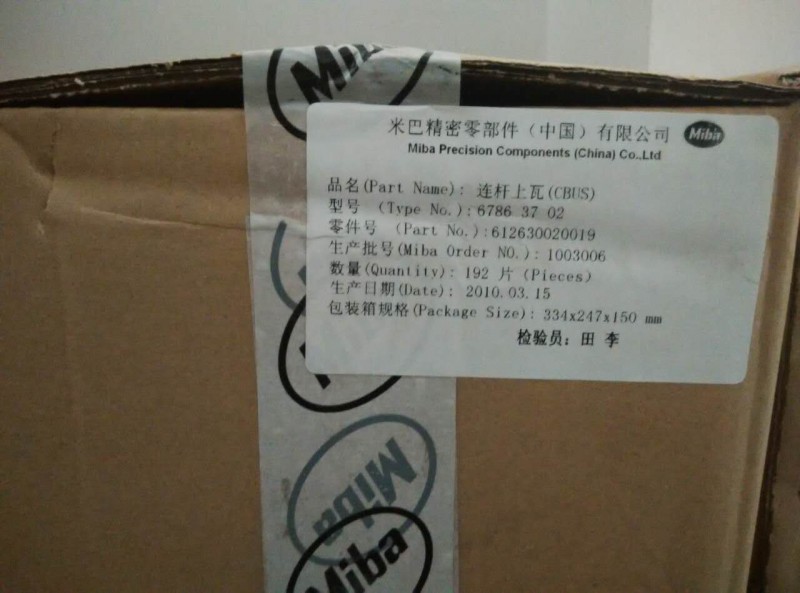 Miba
米巴精密零部件（中国）有限公司 Miba
Miba Precision Components (China) Co.,Ltd
品名(Part Name): 连杆上瓦(CBUS)
型号 (Type No.):6786 37 02
零件号 (Part No.):612630020019
生产批号(Miba Order NO.): 1003006
数量(Quantity): 192 片 (Pieces)
生产日期(Date): 2010.03.15
包装箱规格(Package Size): 334x247x150 mm
检验员: 田 李
Miba
Miba